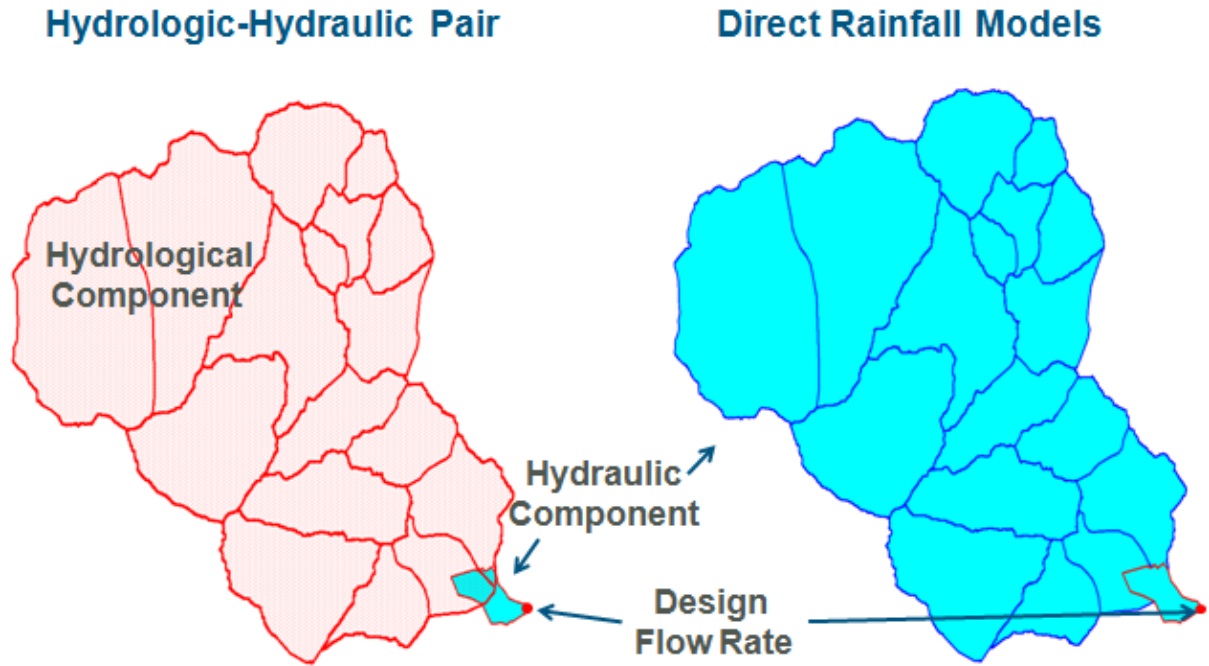 Hydrologic-Hydraulic Pair
Direct Rainfall Models
Hydrological
Component
Hydraulic
Component
Design
Flow Rate